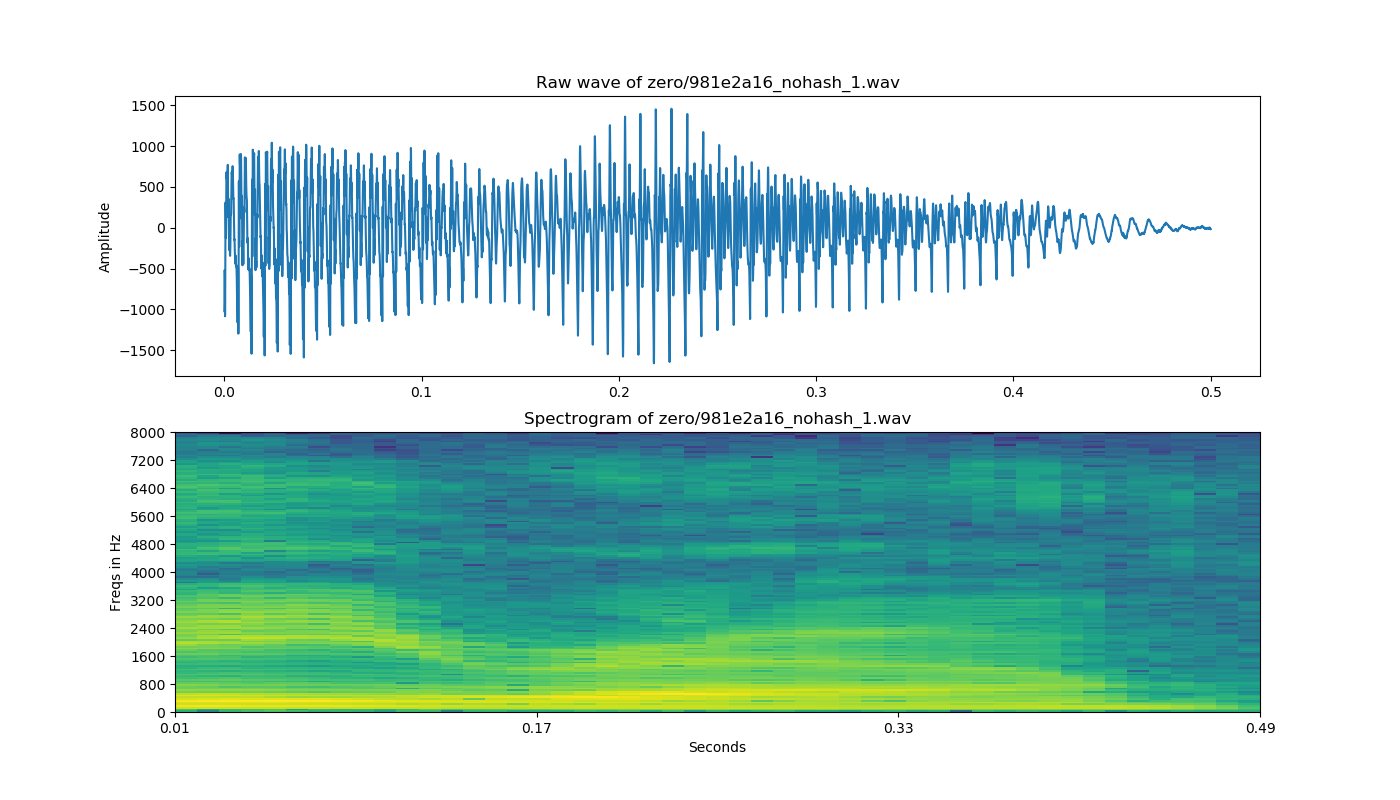 Raw wave of zero/981e2a16_nohash_1.wav
1500
1000
500
0
−500
−1000
−1500
Amplitude
0.0 0.1 0.2 0.3 0.4 0.5
Spectrogram of zero/981e2a16_nohash_1.wav
8000
7200
6400
5600
4800
4000
3200
2400
1600
800
0
Freqs in Hz
0.01 0.17 0.33 0.49
Seconds